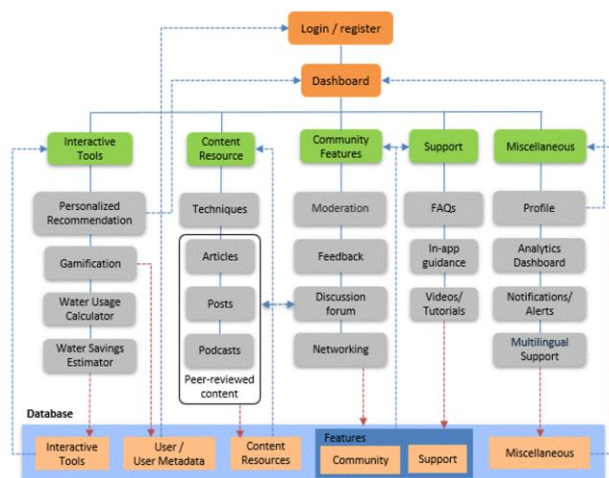 Login / register
Dashboard
Interactive
Tools
Content
Resource
Community
Features
Support
Miscellaneous
Personalized
Recommendation
Techniques
Moderation
FAQs
Profile
Gamification
Articles
Feedback
In-app
guidance
Analytics
Dashboard
Water Usage
Calculator
Posts
Discussion
forum
Videos/
Tutorials
Notifications/
Alerts
Water Savings
Estimator
Podcasts
Networking
Multilingual
Support
Peer-reviewed
content
Database
Interactive
Tools
User /
User Metadata
Content
Resources
Features
Community
Support
Miscellaneous